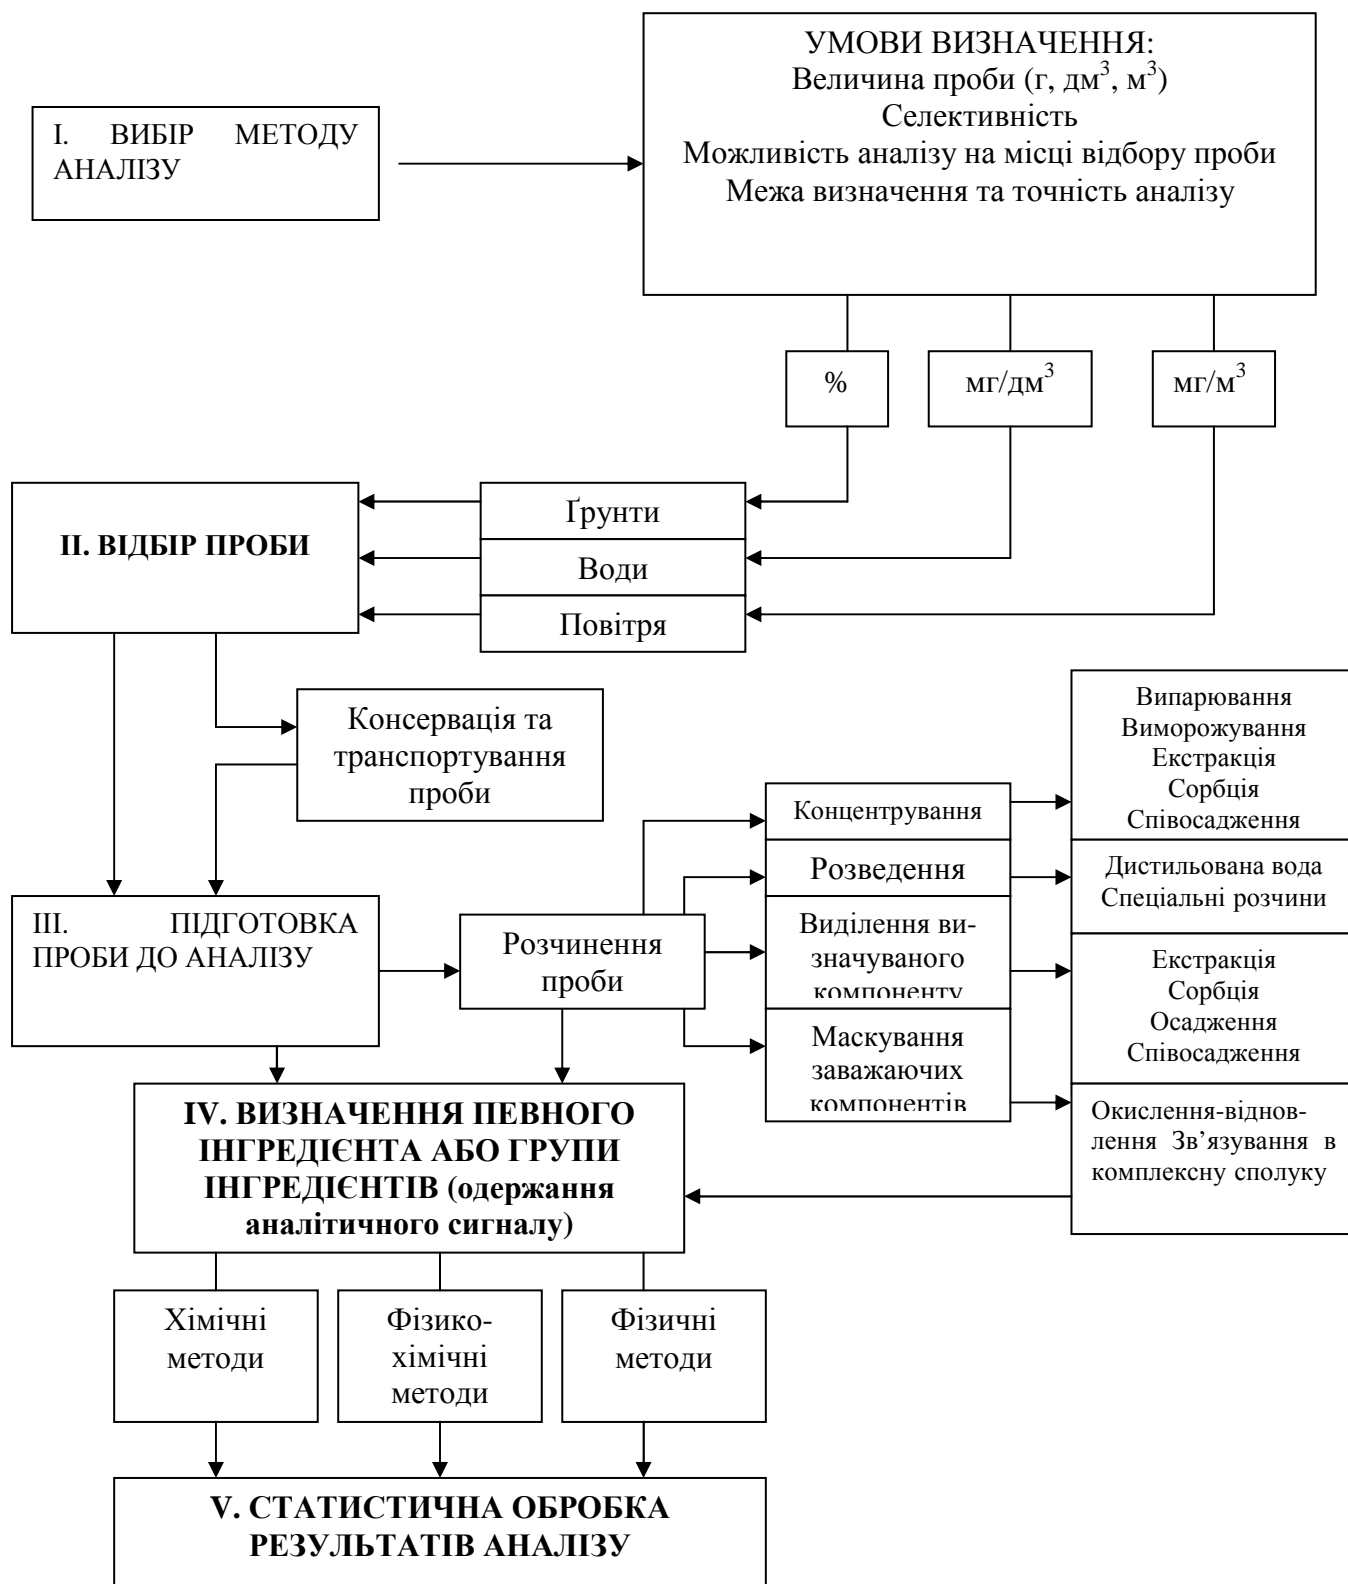 УМОВИ ВИЗНАЧЕННЯ:
Величина проби (г, дм³, м³)
Селективність
Можливість аналізу на місці відбору проби
Межа визначення та точність аналізу
І. ВИБІР МЕТОДУ
АНАЛІЗУ
%
мг/дм³
мг/м³
ІІ. ВІДБІР ПРОБИ
Ґрунти
Води
Повітря
Консервація та
транспортування
проби
Випарювання
Виморожування
Екстракція
Сорбція
Співосадження
Концентрування
Розведення
Дистильована вода
Спеціальні розчини
ІІІ. ПІДГОТОВКА
ПРОБИ ДО АНАЛІЗУ
Розчинення
проби
Виділення ви-
значуваного
компоненту
Екстракція
Сорбція
Осадження
Співосадження
Маскування
заважаючих
компонентів
Окислення-віднов-
лення Зв’язування в
комплексну сполуку
IV. ВИЗНАЧЕННЯ ПЕВНОГО
ІНГРЕДІЄНТА АБО ГРУПИ
ІНГРЕДІЄНТІВ (одержання
аналітичного сигналу)
Хімічні
методи
Фізико-
хімічні
методи
Фізичні
методи
V. СТАТИСТИЧНА ОБРОБКА
РЕЗУЛЬТАТІВ АНАЛІЗУ